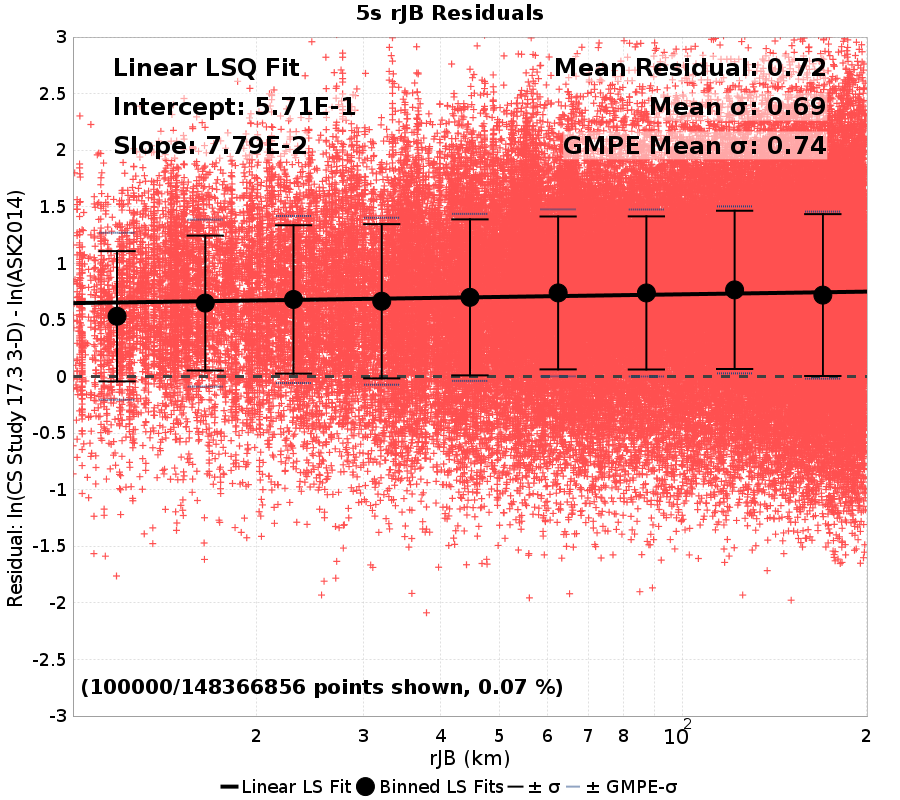 5s rJB Residuals
Residual: ln(CS Study 17.3 3-D) - ln(ASK2014)
3
2.5
2
1.5
1
0.5
0
-0.5
-1
-1.5
-2
-2.5
-3
Linear LSQ Fit
Intercept: 5.71E-1
Slope: 7.79E-2
Mean Residual: 0.72
Mean σ: 0.69
GMPE Mean σ: 0.74
(100000/148366856 points shown, 0.07 %)
2 3 4 5 6 7 8 10² 2
rJB (km)
Linear LS Fit Binned LS Fits ± σ ± GMPE-σ